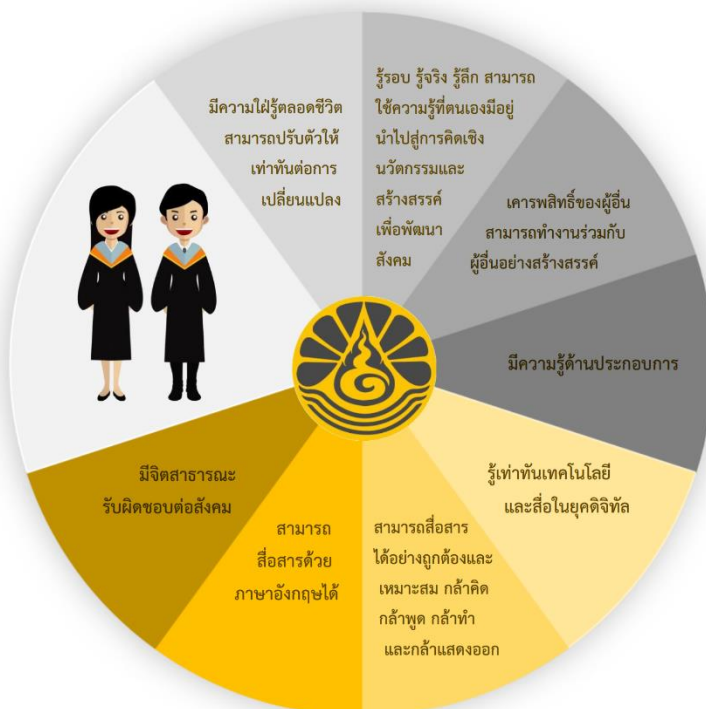 มีความใฝ่รู้ตลอดชีวิต
สามารถปรับตัวให้
เท่าทันต่อการ
เปลี่ยนแปลง
รู้รอบ รู้จริง รู้ลึก สามารถ
ใช้ความรู้ที่ตนเองมีอยู่
นำไปสู่การคิดเชิง
นวัตกรรมและ
สร้างสรรค์
เพื่อพัฒนา
สังคม
เคารพสิทธิ์ของผู้อื่น
สามารถทำงานร่วมกับ
ผู้อื่นอย่างสร้างสรรค์
มีความรู้ด้านประกอบการ
รู้เท่าทันเทคโนโลยี
และสื่อในยุคดิจิทัล
สามารถสื่อสาร
ได้อย่างถูกต้องและ
เหมาะสม กล้าคิด
กล้าพูด กล้าทำ
และกล้าแสดงออก
สามารถ
สื่อสารด้วย
ภาษาอังกฤษได้
มีจิตสาธารณะ
รับผิดชอบต่อสังคม